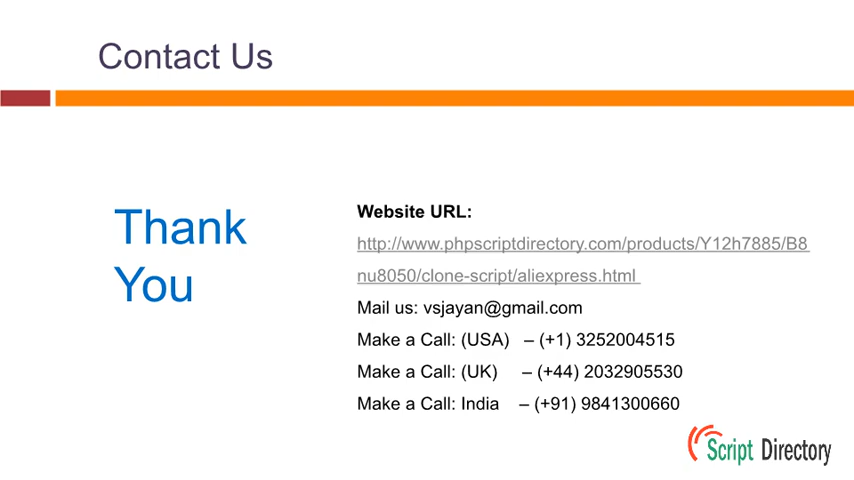 Contact Us
Thank
You
Website URL:
http://www.phpscriptdirectory.com/products/Y12h7885/B8
nu8050/clone-script/aliexpress.html
Mail us: vsjayan@gmail.com
Make a Call: (USA) – (+1) 3252004515
Make a Call: (UK) – (+44) 2032905530
Make a Call: India – (+91) 9841300660
Script Directory